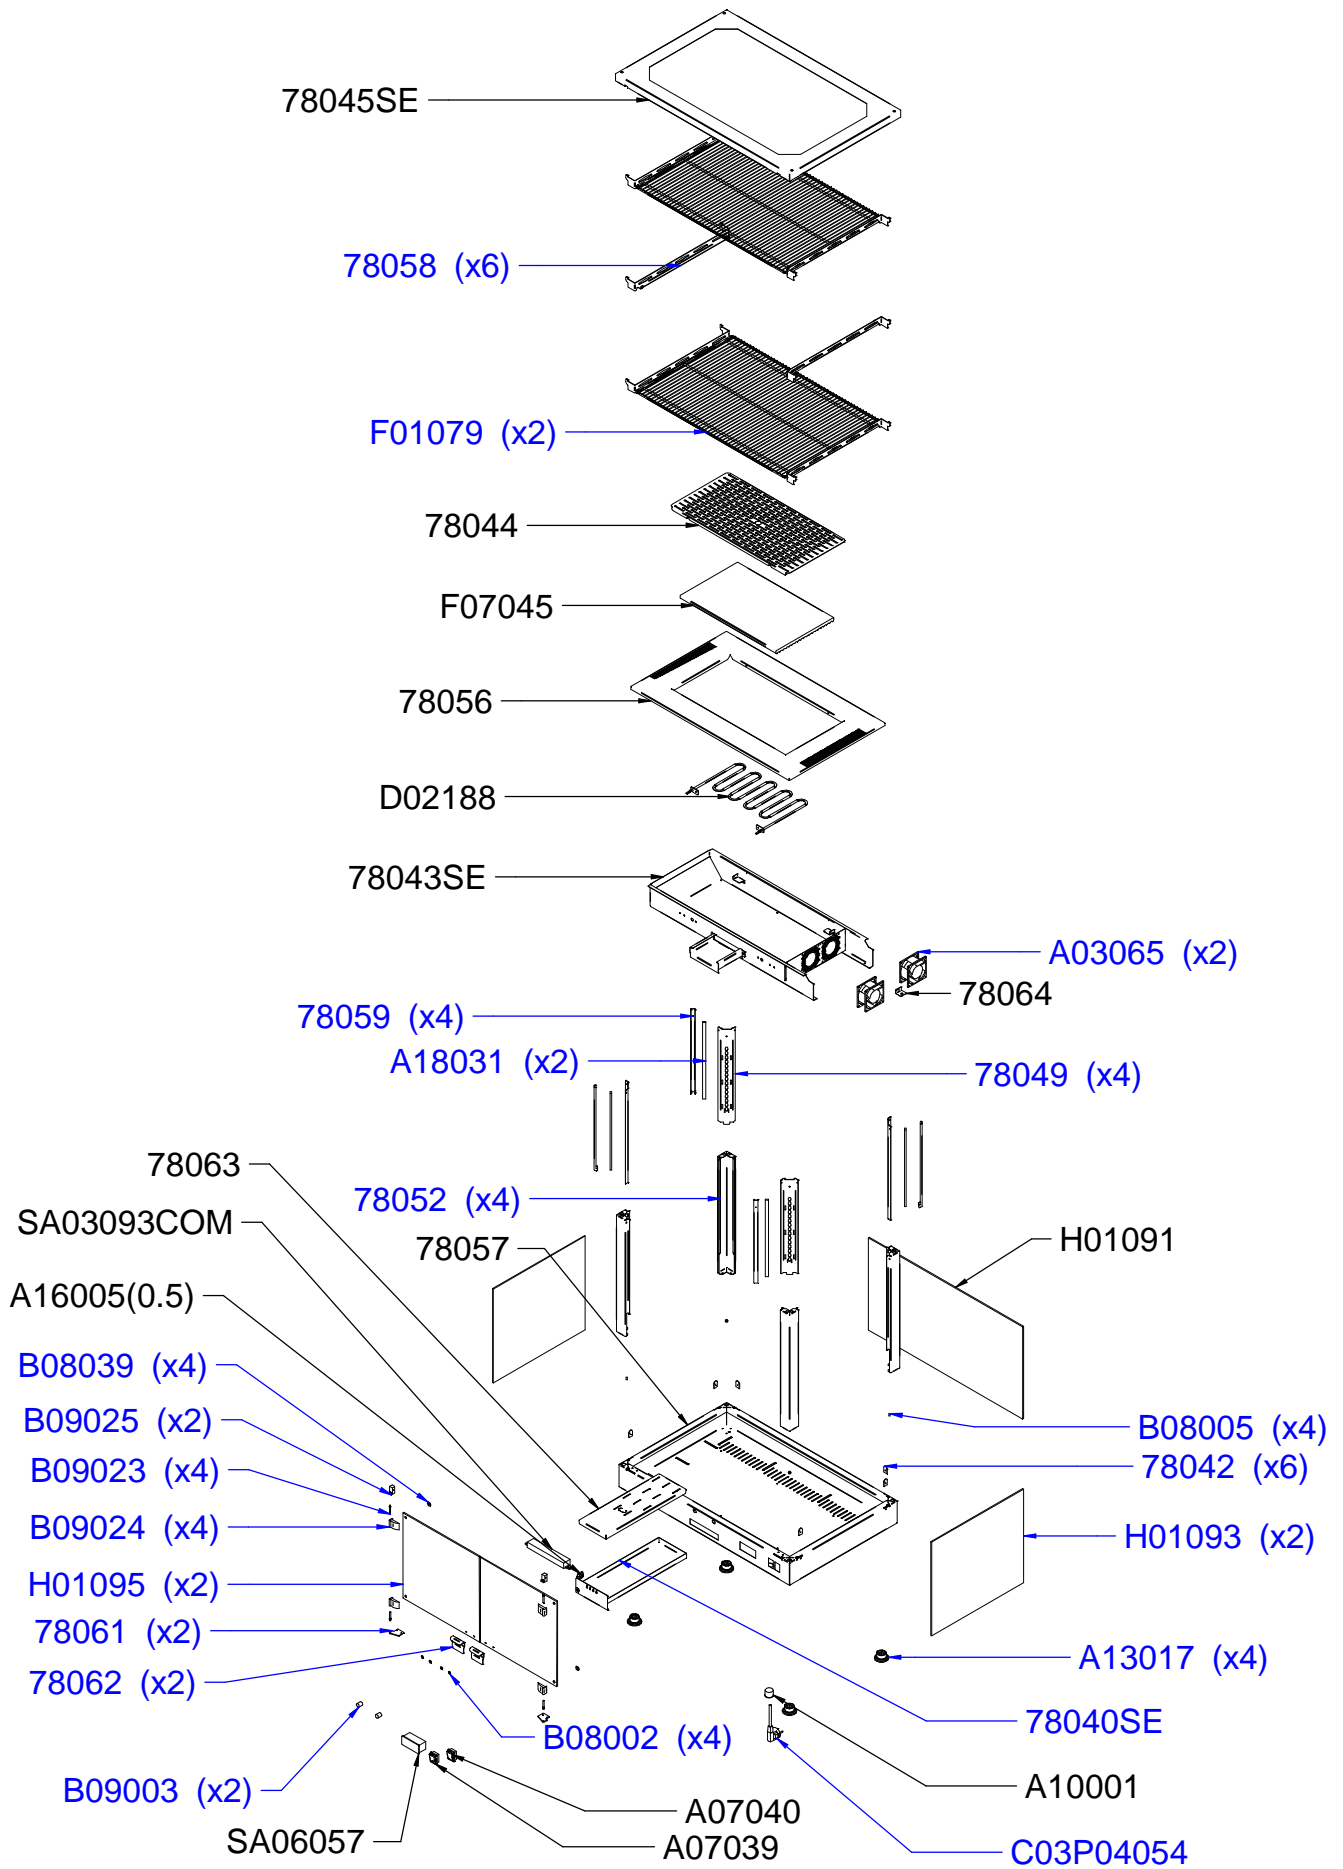 78045SE
78058 (x6)
F01079 (x2)
78044
F07045
78056
D02188
78043SE
A03065 (x2)
78064
78059 (x4)
A18031 (x2)
78049 (x4)
78063
78052 (x4)
SA03093COM
78057
H01091
A16005(0.5)
B08039 (x4)
B09025 (x2)
B08005 (x4)
B09023 (x4)
78042 (x6)
B09024 (x4)
H01093 (x2)
H01095 (x2)
78061 (x2)
A13017 (x4)
78062 (x2)
78040SE
B08002 (x4)
B09003 (x2)
A10001
A07040
SA06057
A07039
C03P04054